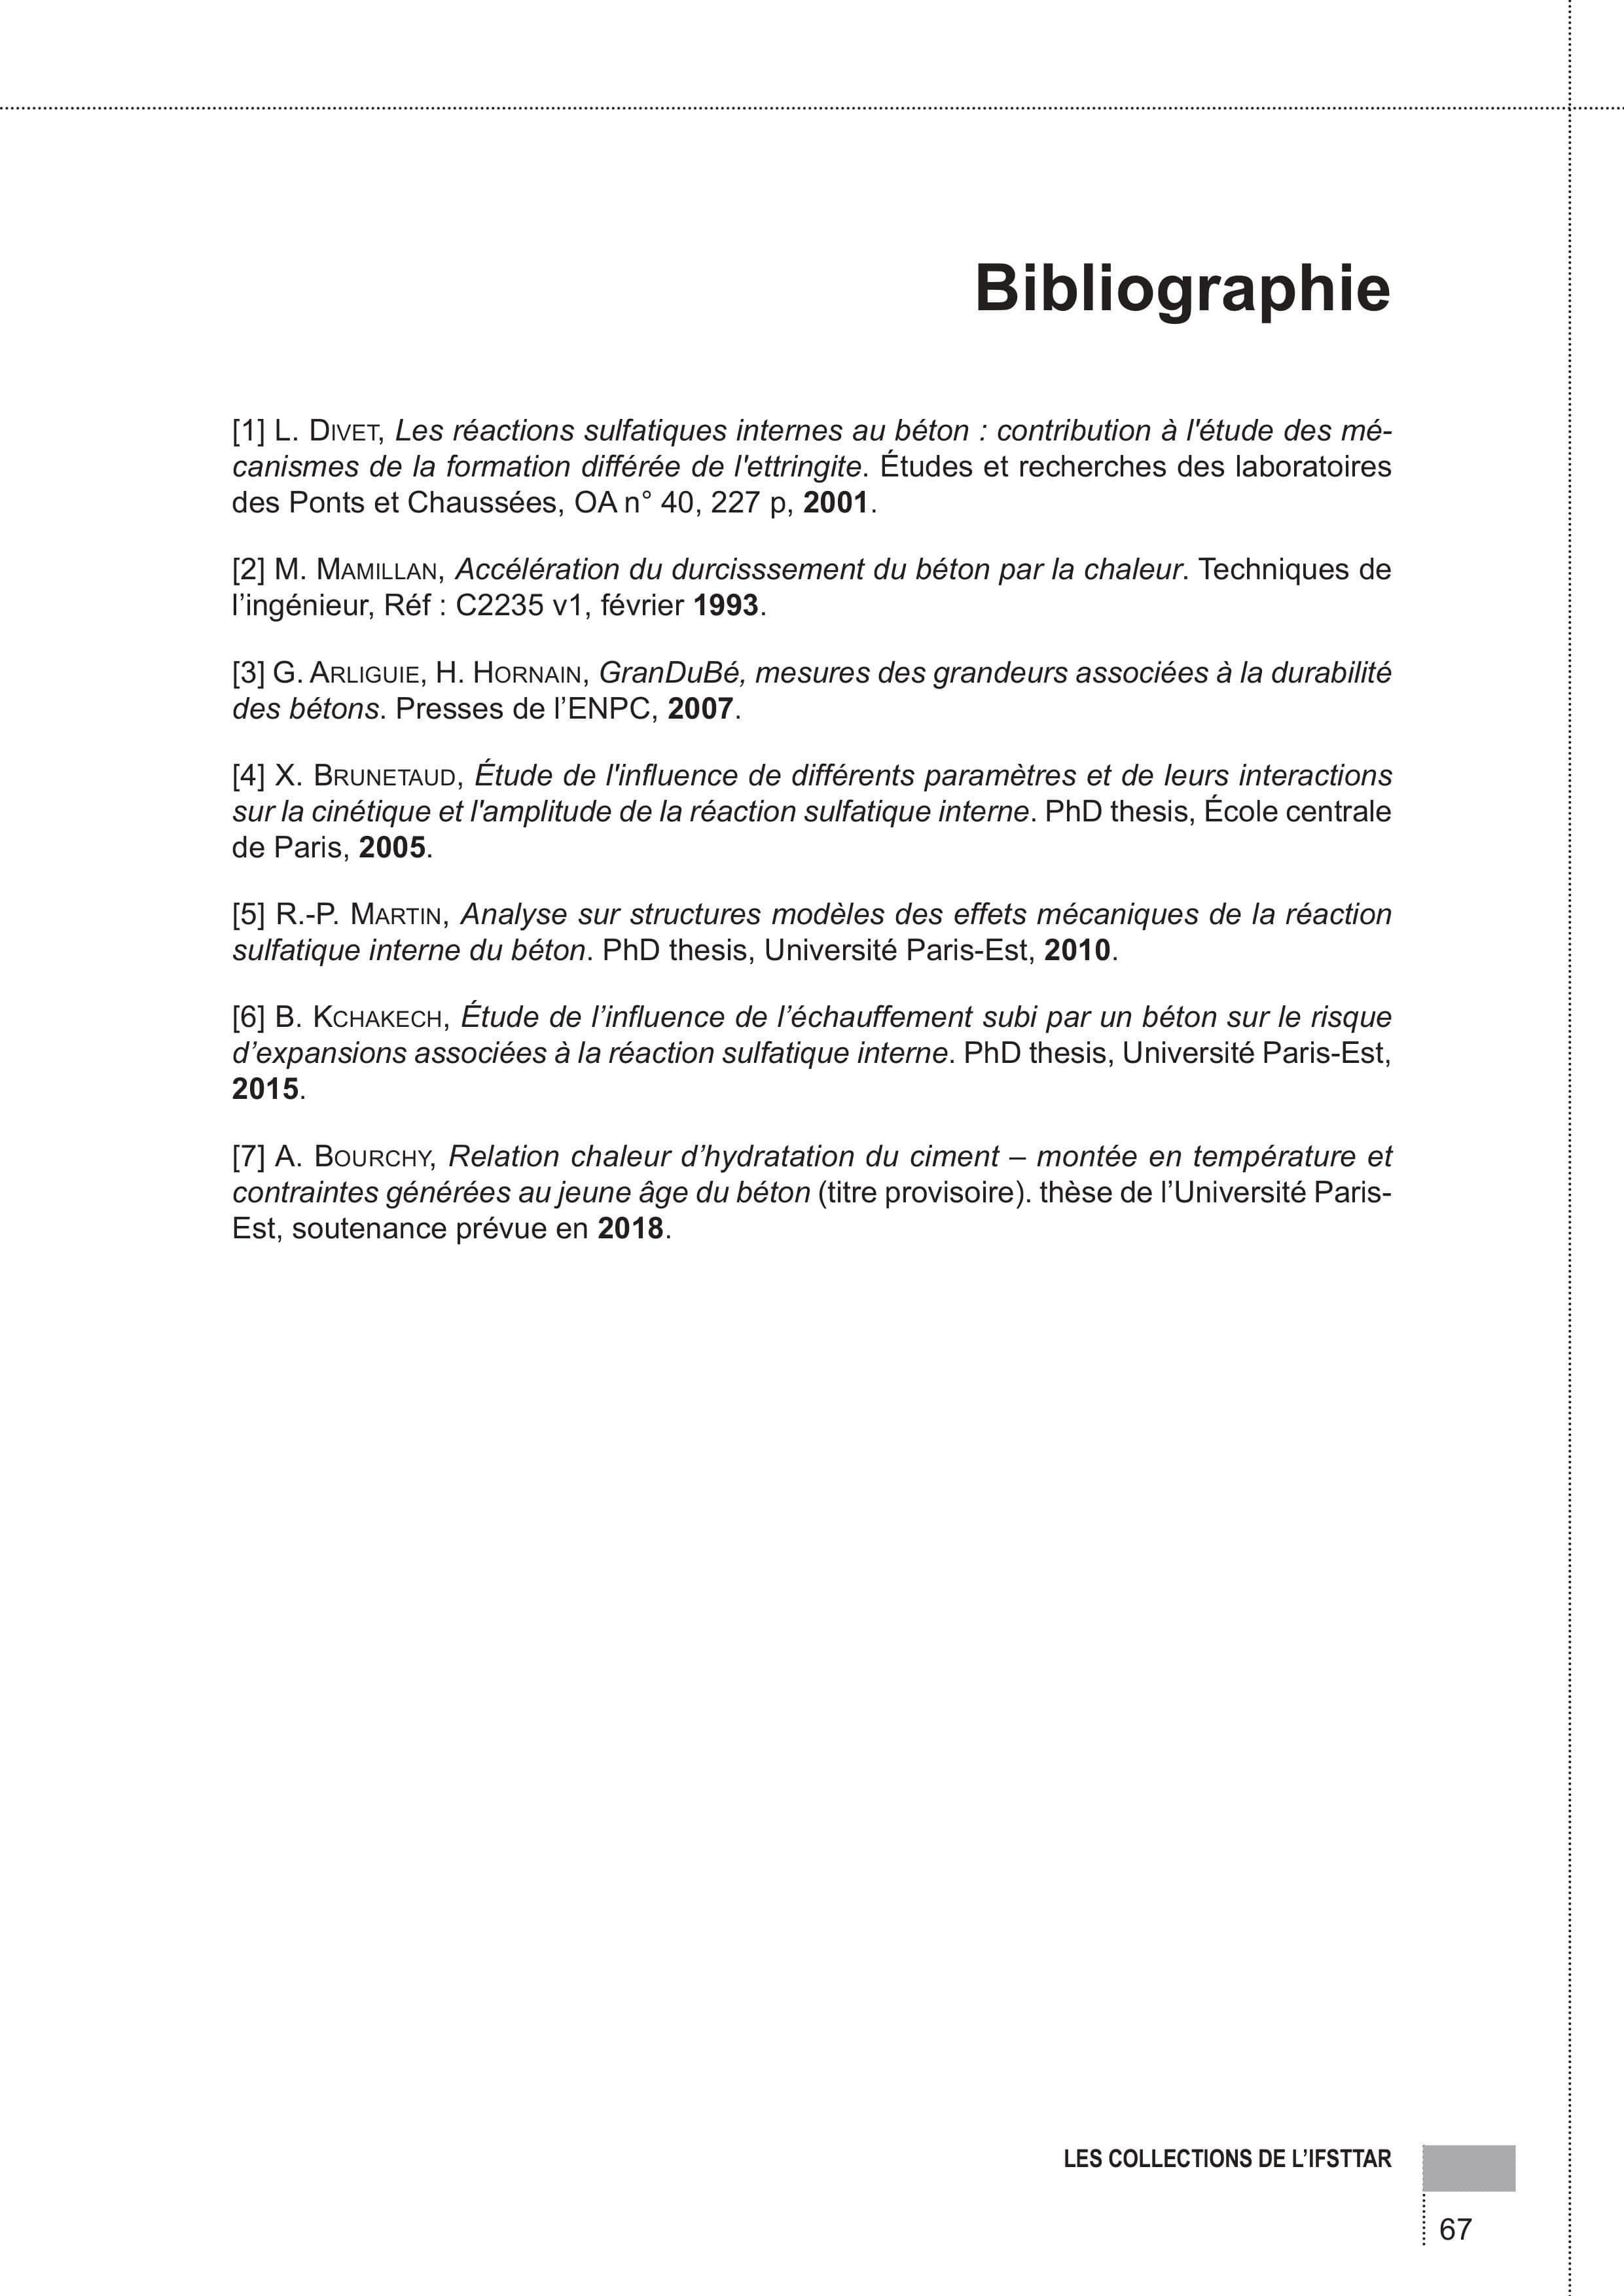 Bibliographie
[1] L. Divet, Les réactions sulfatiques internes au béton : contribution à l'étude des mé-
canismes de la formation différée de l'ettringite. Études et recherches des laboratoires
des Ponts et Chaussées, OA n° 40, 227 p, 2001.
[2] M. Mamillan, Accélération du durcisssement du béton par la chaleur. Techniques de
l’ingénieur, Réf : C2235 v1, février 1993.
[3] G. Arliguie, H. Hornain, GranDuBé, mesures des grandeurs associées à la durabilité
des bétons. Presses de l’ENPC, 2007.
[4] X. Brunetaud, Étude de l'influence de différents paramètres et de leurs interactions
sur la cinétique et l'amplitude de la réaction sulfatique interne. PhD thesis, École centrale
de Paris, 2005.
[5] R.-P. Martin, Analyse sur structures modèles des effets mécaniques de la réaction
sulfatique interne du béton. PhD thesis, Université Paris-Est, 2010.
[6] B. Kchakech, Étude de l’influence de l’échauffement subi par un béton sur le risque
d’expansions associées à la réaction sulfatique interne. PhD thesis, Université Paris-Est,
2015.
[7] A. Bourchy, Relation chaleur d’hydratation du ciment – montée en température et
contraintes générées au jeune âge du béton (titre provisoire). thèse de l’Université Paris-
Est, soutenance prévue en 2018.
LES COLLECTIONS DE L’IFSTTAR
67